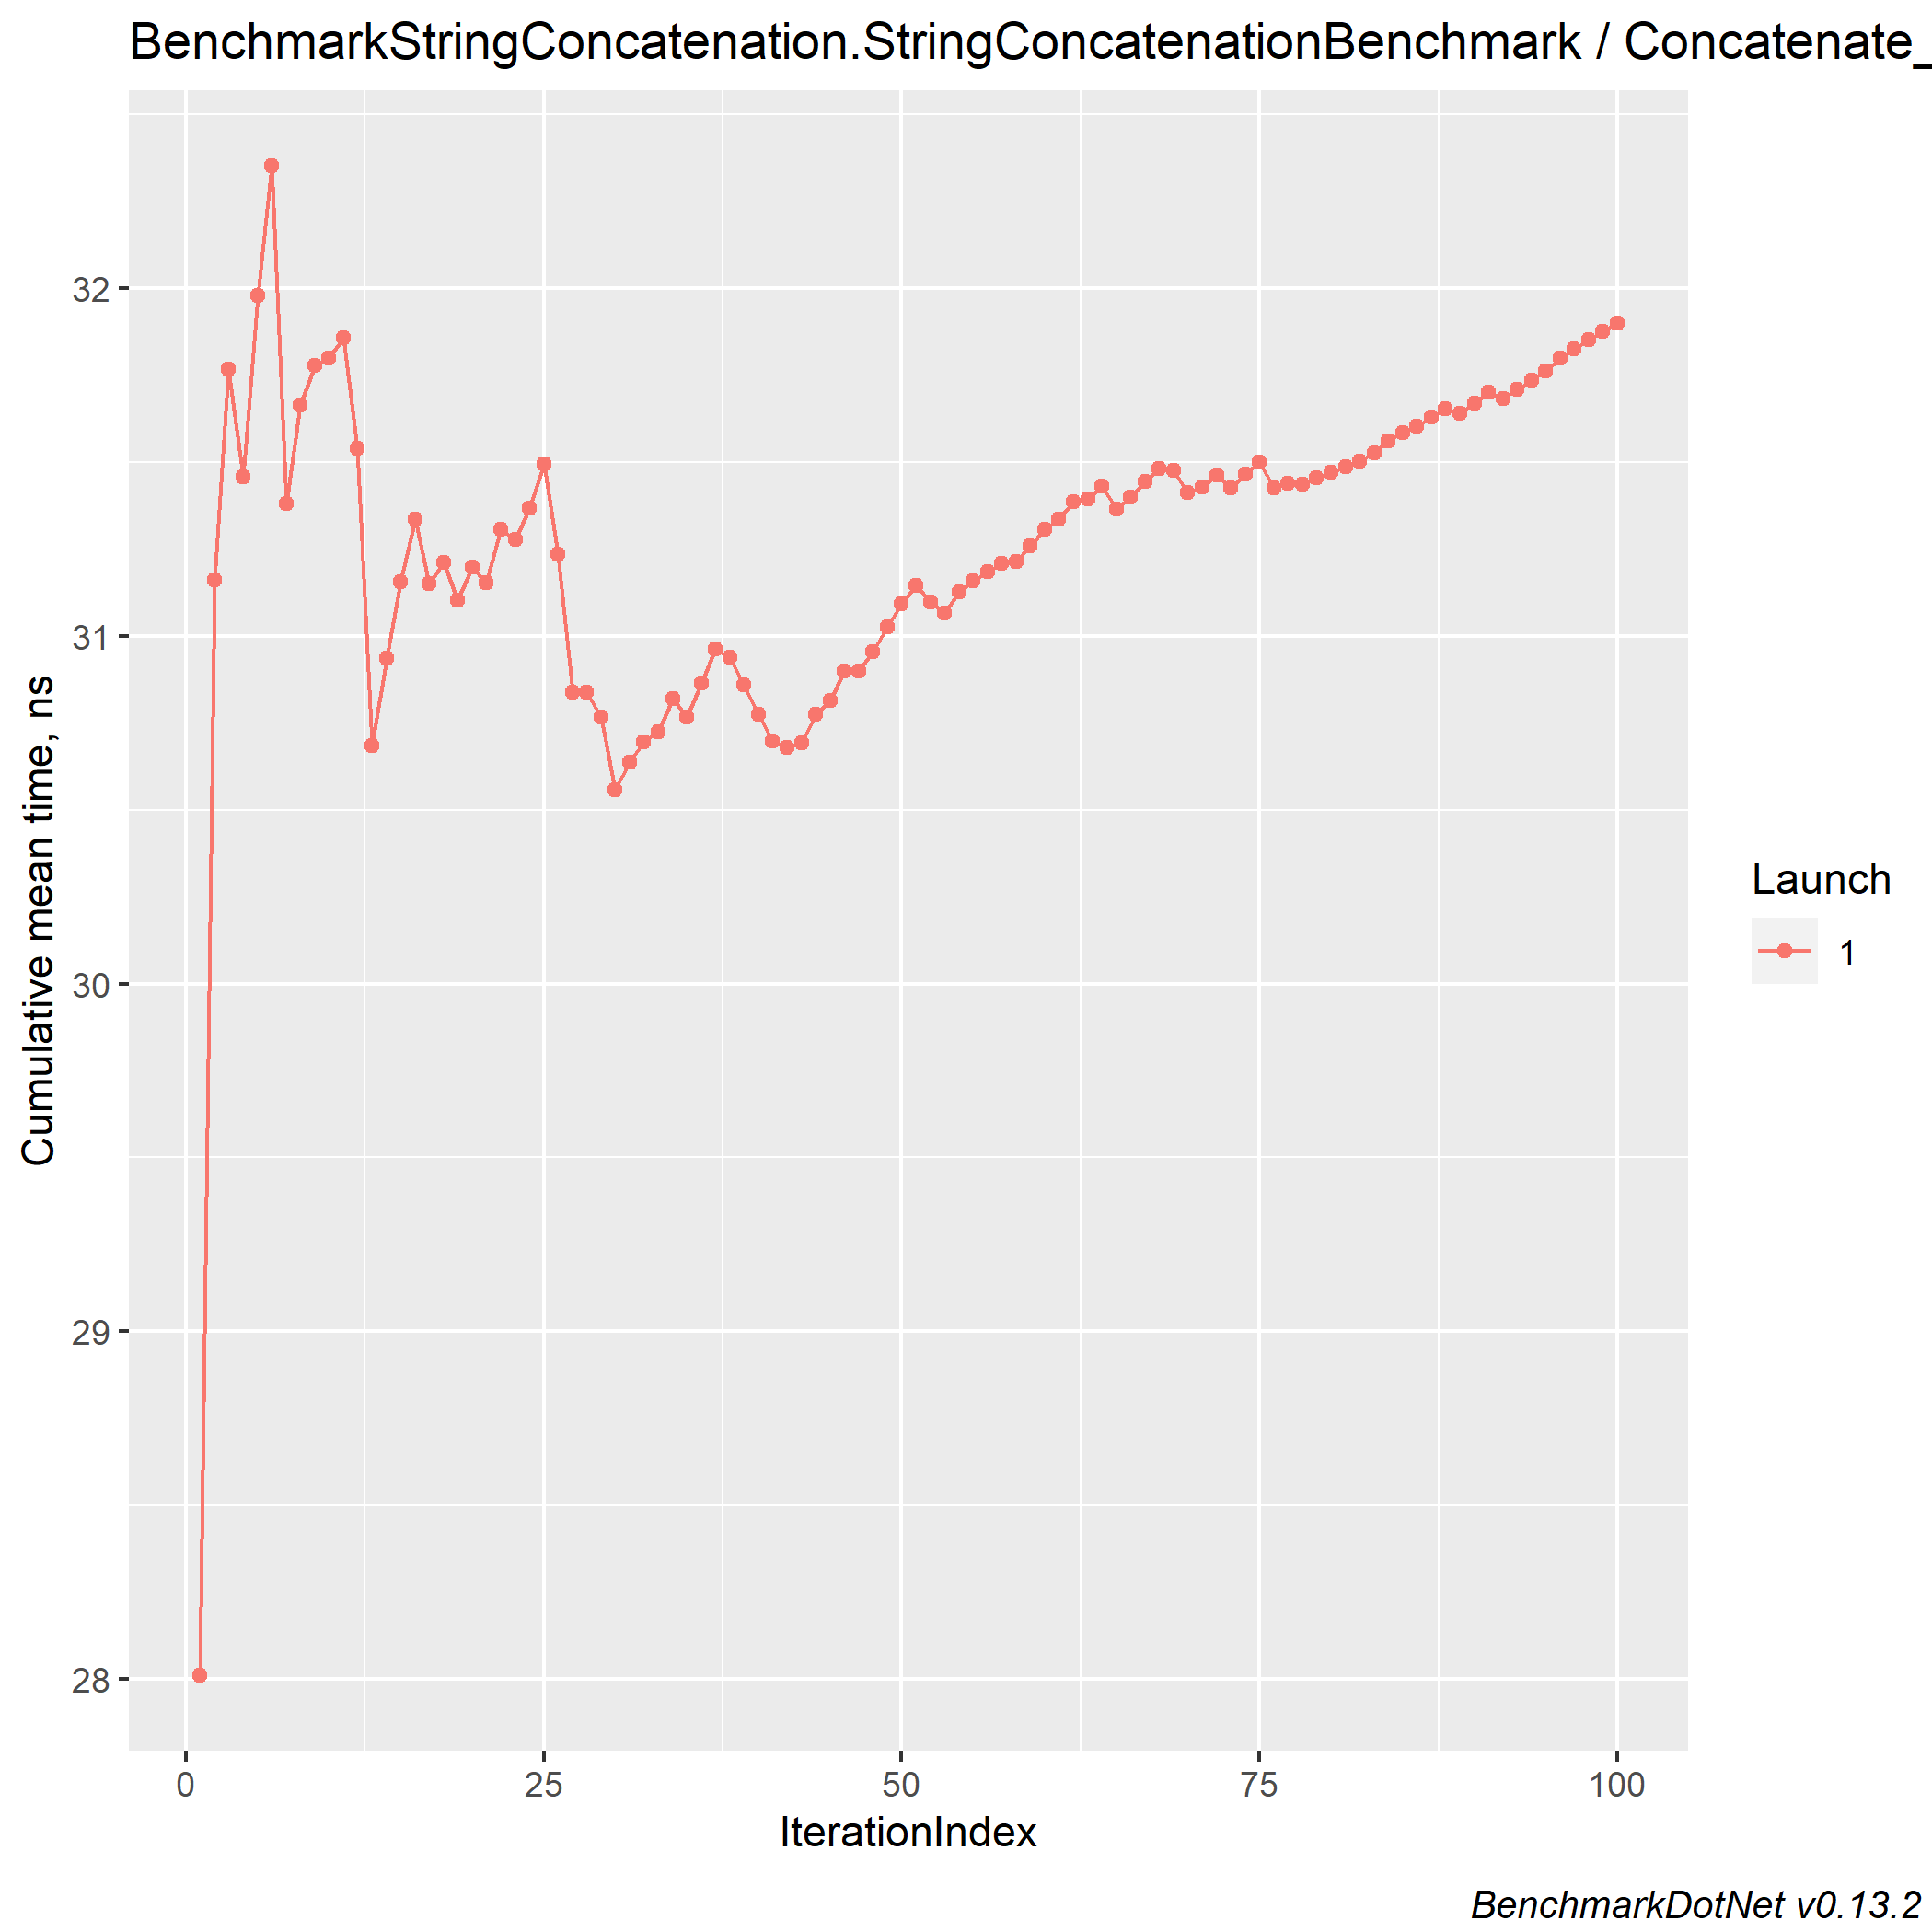 BenchmarkStringConcatenation.StringConcatenationBenchmark / Concatenate_
Cumulative mean time, ns
32
31
30
29
28
0 25 50 75 100
IterationIndex
Launch
1
BenchmarkDotNet v0.13.2